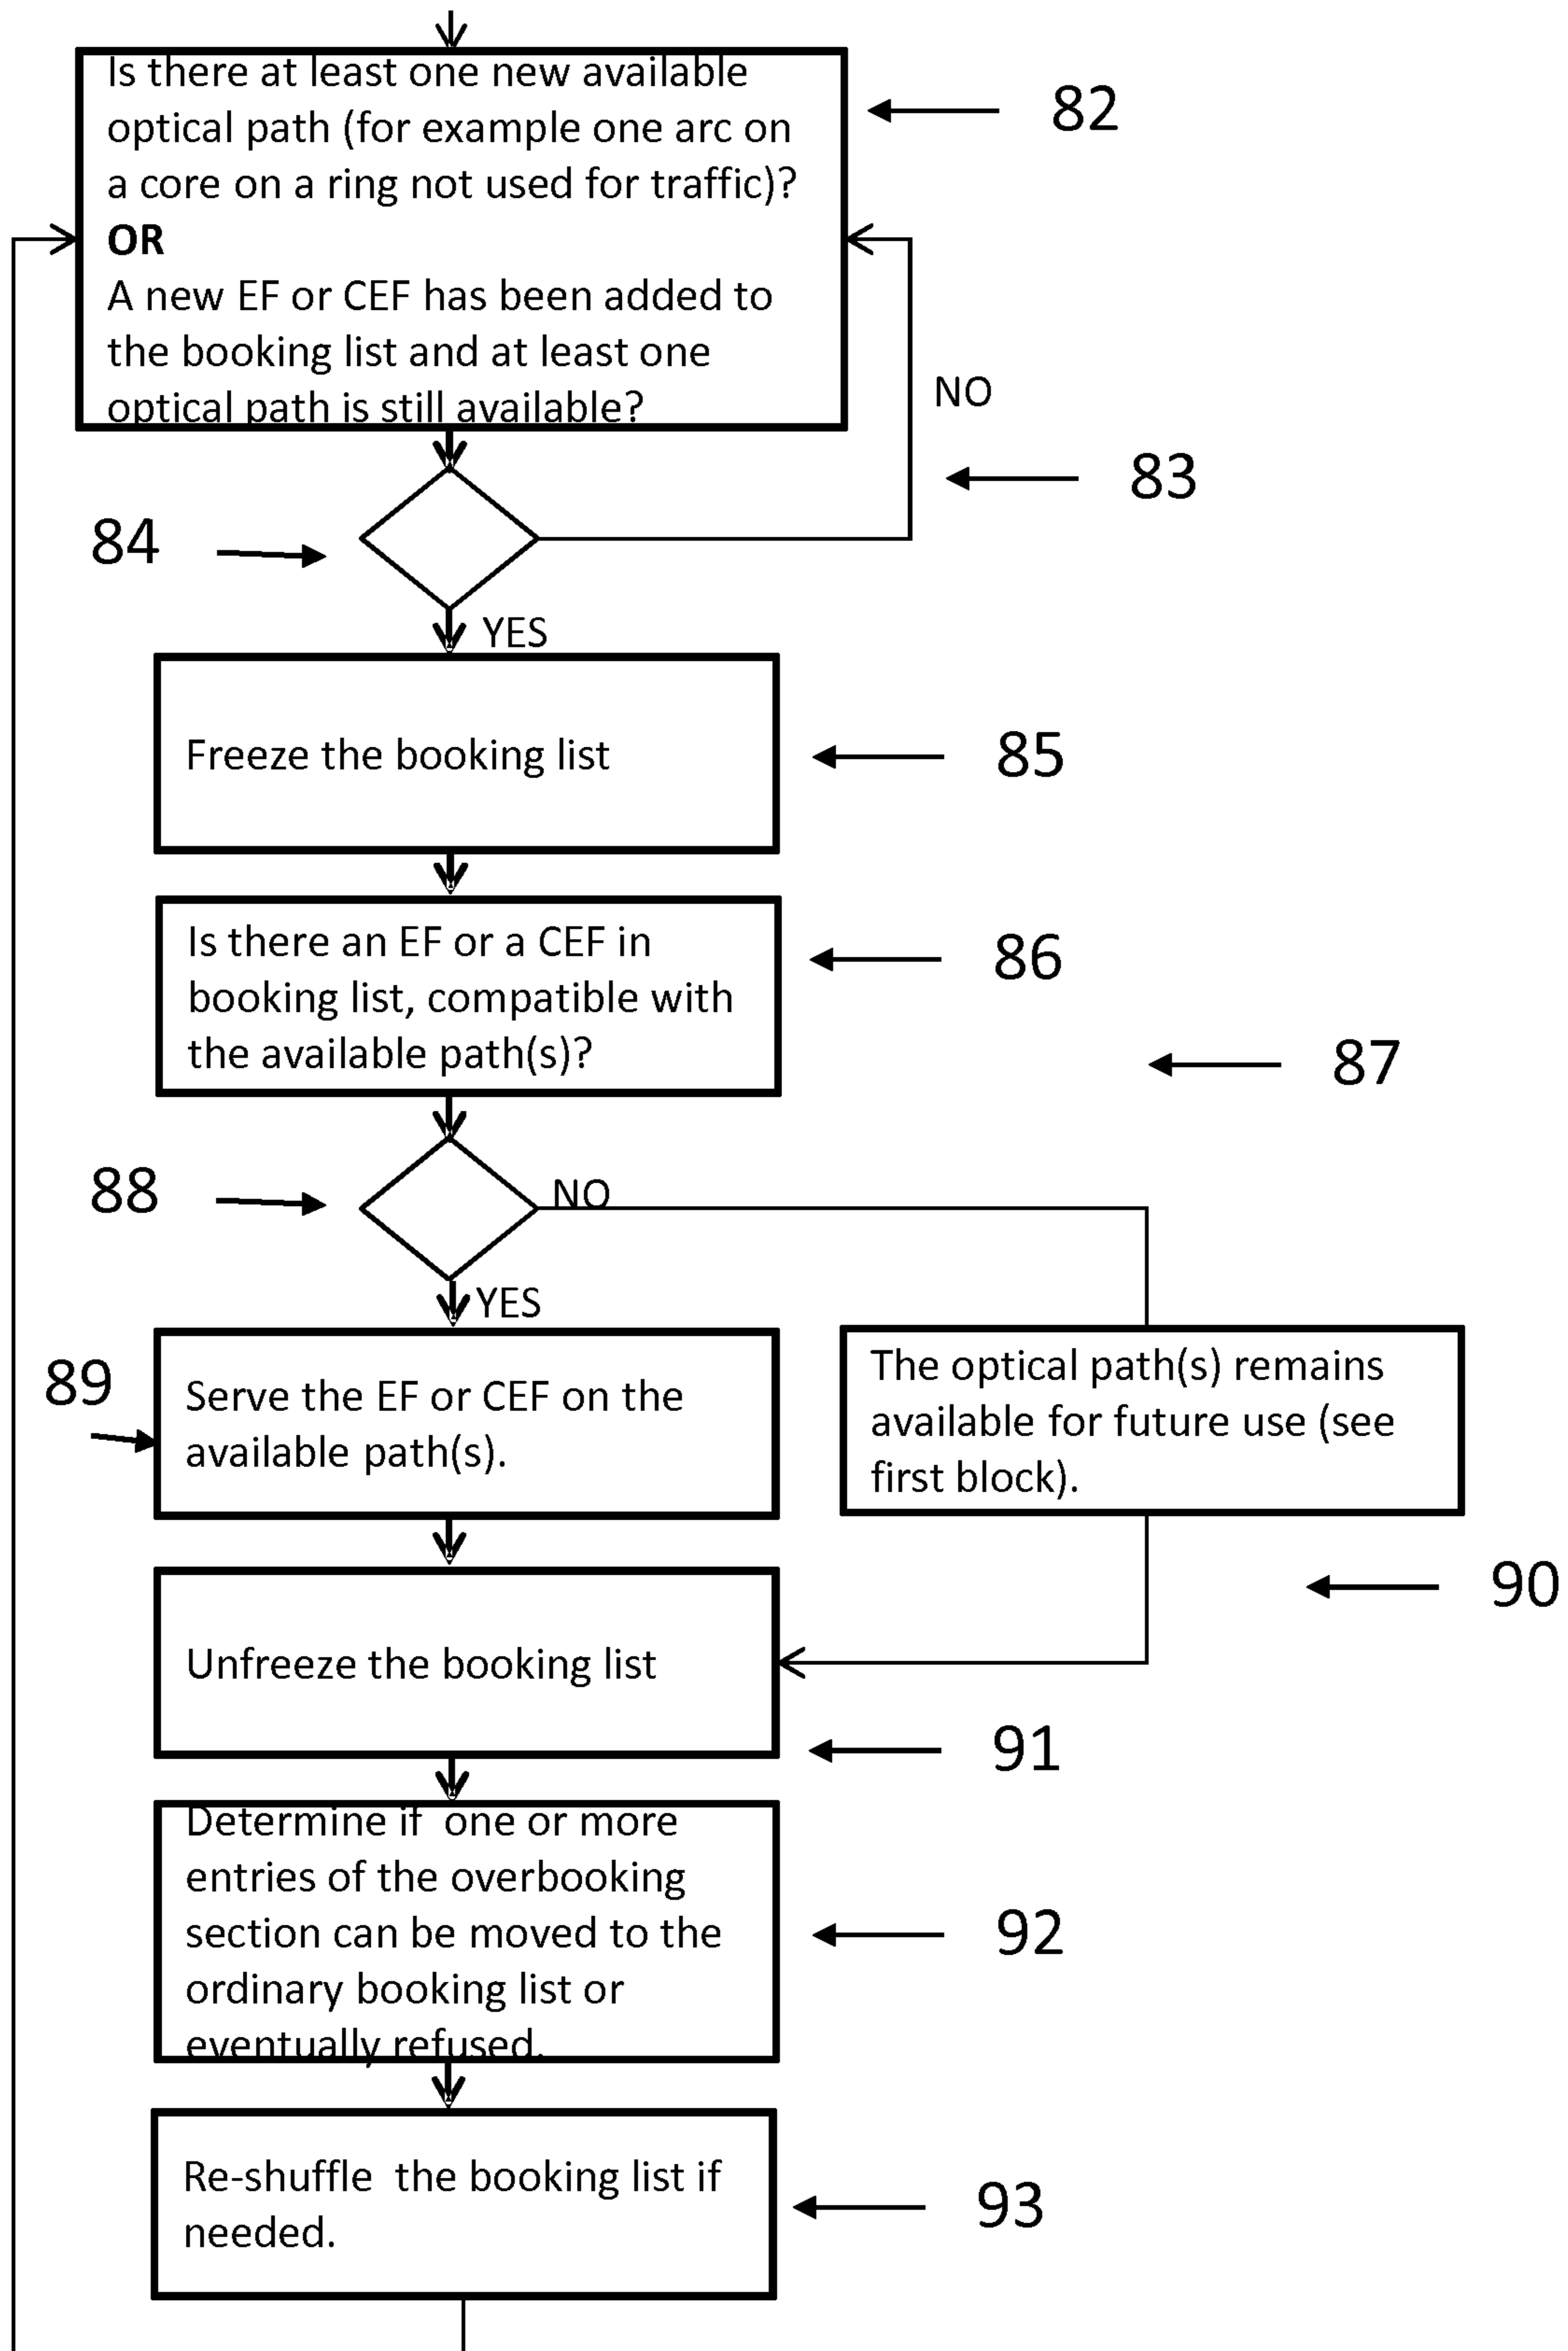 Is there at least one new available
optical path (for example one arc on
a core on a ring not used for traffic)?
OR
A new EF or CEF has been added to
the booking list and at least one
optical path is still available?
82
NO
83
84
YES
Freeze the booking list
85
Is there an EF or a CEF in
booking list, compatible with
the available path(s)?
86
87
88
NO
YES
89
Serve the EF or CEF on the
available path(s).
The optical path(s) remains
available for future use (see
first block).
90
Unfreeze the booking list
91
Determine if  one or more
entries of the overbooking
section can be moved to the
ordinary booking list or
eventually refused.
92
Re-shuffle  the booking list if
needed.
93